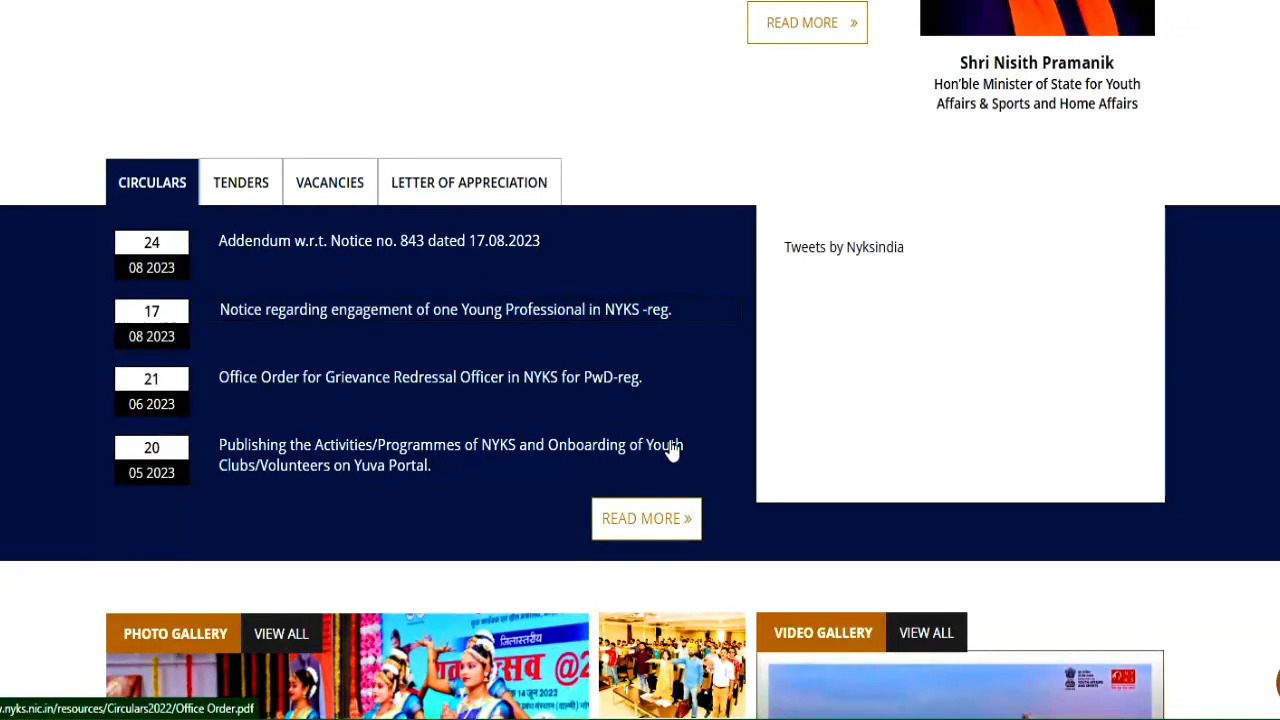 READ MORE »
Shri Nisith Pramanik
Hon'ble Minister of State for Youth
Affairs & Sports and Home Affairs
CIRCULARS
TENDERS
VACANCIES
LETTER OF APPRECIATION
24
08 2023
Addendum w.r.t. Notice no. 843 dated 17.08.2023
17
08 2023
Notice regarding engagement of one Young Professional in NYKS -reg.
21
06 2023
Office Order for Grievance Redressal Officer in NYKS for PwD-reg.
20
05 2023
Publishing the Activities/Programmes of NYKS and Onboarding of Youth
Clubs/Volunteers on Yuva Portal.
READ MORE »
Tweets by Nyksindia
PHOTO GALLERY
VIEW ALL
जिलास्तरीय
14 जून 2023
VIDEO GALLERY
VIEW ALL
.nyks.nic.in/resources/Circulars2022/Office Order.pdf